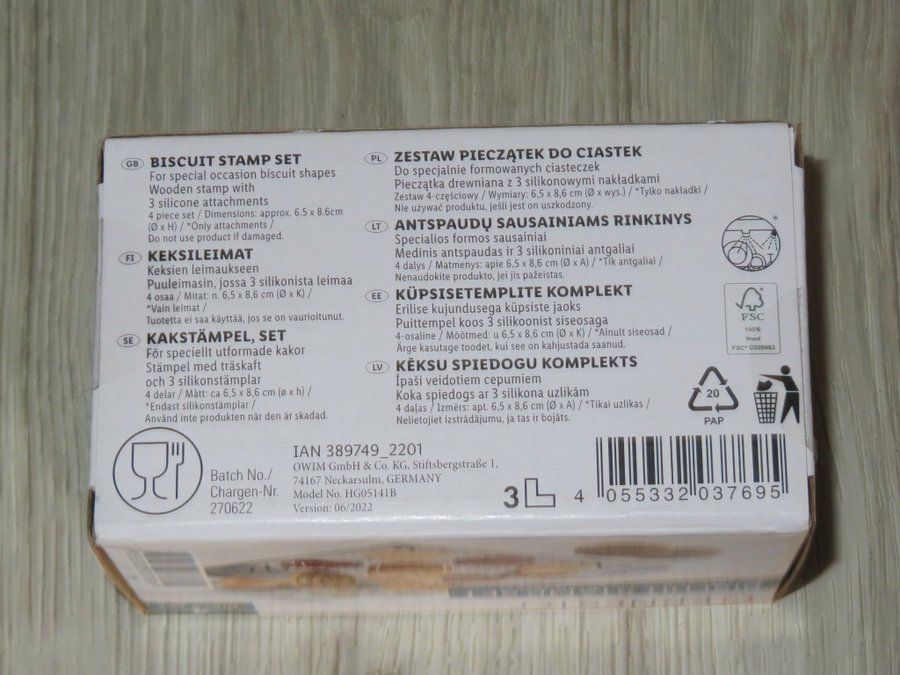 GB BISCUIT STAMP SET
For special occasion biscuit shapes
Wooden stamp with
3 silicone attachments
4 piece set / Dimensions: approx. 6.5 x 8.6cm
(Ø x H) / *Only attachments /
Do not use product if damaged.
FI KEKSILEIMAT
Keksien leimaukseen
Puuleimasin, jossa 3 silikonista leimaa
4 osaa / Mitat: n. 6,5 x 8,6 cm (Ø x K) /
*Vain leimat /
Tuotetta ei saa käyttää, jos se on vaurioitunut.
SE KAKSTÄMPEL, SET
För speciellt utformade kakor
Stämpel med träskaft
och 3 silikonstämplar
4 delar / Mått: ca 6,5 x 8,6 cm (ø x h) /
*Endast silikonstämplar /
Använd inte produkten när den är skadad.
PL ZESTAW PIECZĄTEK DO CIASTEK
Do specjalnie formowanych ciasteczek
Pieczątka drewniana z 3 silikonowymi nakładkami
Zestaw 4-częściowy / Wymiary: 6,5 x 8,6 cm (Ø x wys.) / *Tylko nakładki /
Nie używać produktu, jeśli jest on uszkodzony.
LT ANTSPAUDŲ SAUSAINIAMS RINKINYS
Specialios formos sausainiai
Medinis antspaudas ir 3 silikoniniai antgaliai
4 dalys / Matmenys: apie 6,5 x 8,6 cm (Ø x A) / *Tik antgaliai /
Nenaudokite produkto, jei jis pažeistas.
EE KÜPSISETEMPLITE KOMPLEKT
Erilise kujundusega küpsiste jaoks
Puittempel koos 3 silikoonist siseosaga
4-osaline / Mõõtmed: u 6,5 x 8,6 cm (Ø x K) / *Ainult siseosad /
Ärge kasutage toodet, kui see on kahjustada saanud.
LV KĒKSU SPIEDOGU KOMPLEKTS
Īpaši veidotiem cepumiem
Koka spiedogs ar 3 silikona uzlikām
4 daļas / Izmērs: apt. 6,5 x 8,6 cm (Ø x A) / *Tikai uzlikas /
Nelietojiet izstrādājumu, ja tas ir bojāts.
*
FSC
100%
Wood
FSC® C020983
20
PAP
Batch No./
Chargen-Nr.
270622
IAN 389749_2201
OWIM GmbH & Co. KG, Stiftsbergstraße 1,
74167 Neckarsulm, GERMANY
Model No. HG05141B
Version: 06/2022
3L
4 055332 037695